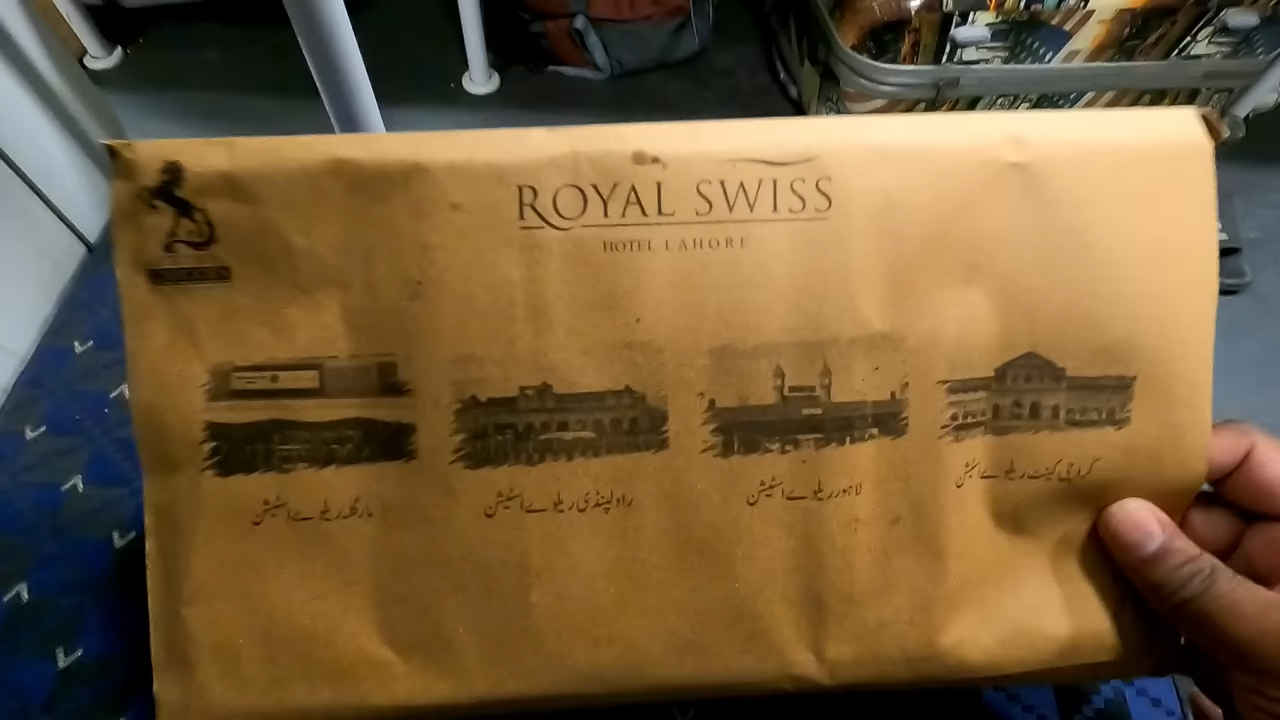 ROYAL SWISS
HOTEL LAHORE
کراچی کینٹ ریلوے اسٹیشن
لاہور ریلوے اسٹیشن
راولپنڈی ریلوے اسٹیشن
مارگلہ ریلوے اسٹیشن